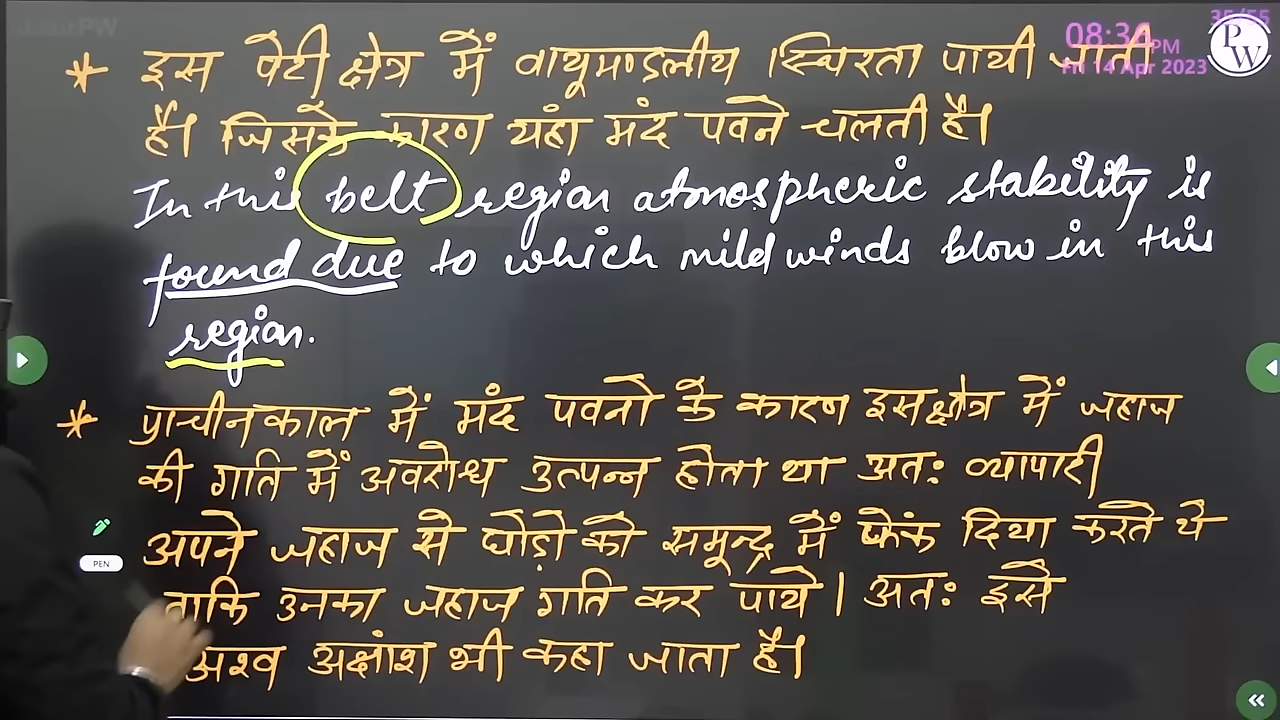 35/55
08:34 PM
Fri 14 Apr 2023
PW
* इस पेटी क्षेत्र में वायूमण्डलीय स्थिरता पायी जाती
है। जिसके कारण यहां मंद पवने चलती है।
In this belt region atmospheric stability is
found due to which mild winds blow in this
region.
* प्राचीनकाल में मंद पवनो के कारण इस क्षेत्र में जहाज
की गति में अवरोध उत्पन्न होता था अतः व्यापारी
अपने जहाज से घोड़ो को समून्द्र में फेंक दिया करते थे
ताकि उनका जहाज गति कर पाये। अतः इसे
अश्व अक्षांश भी कहा जाता है।
PEN